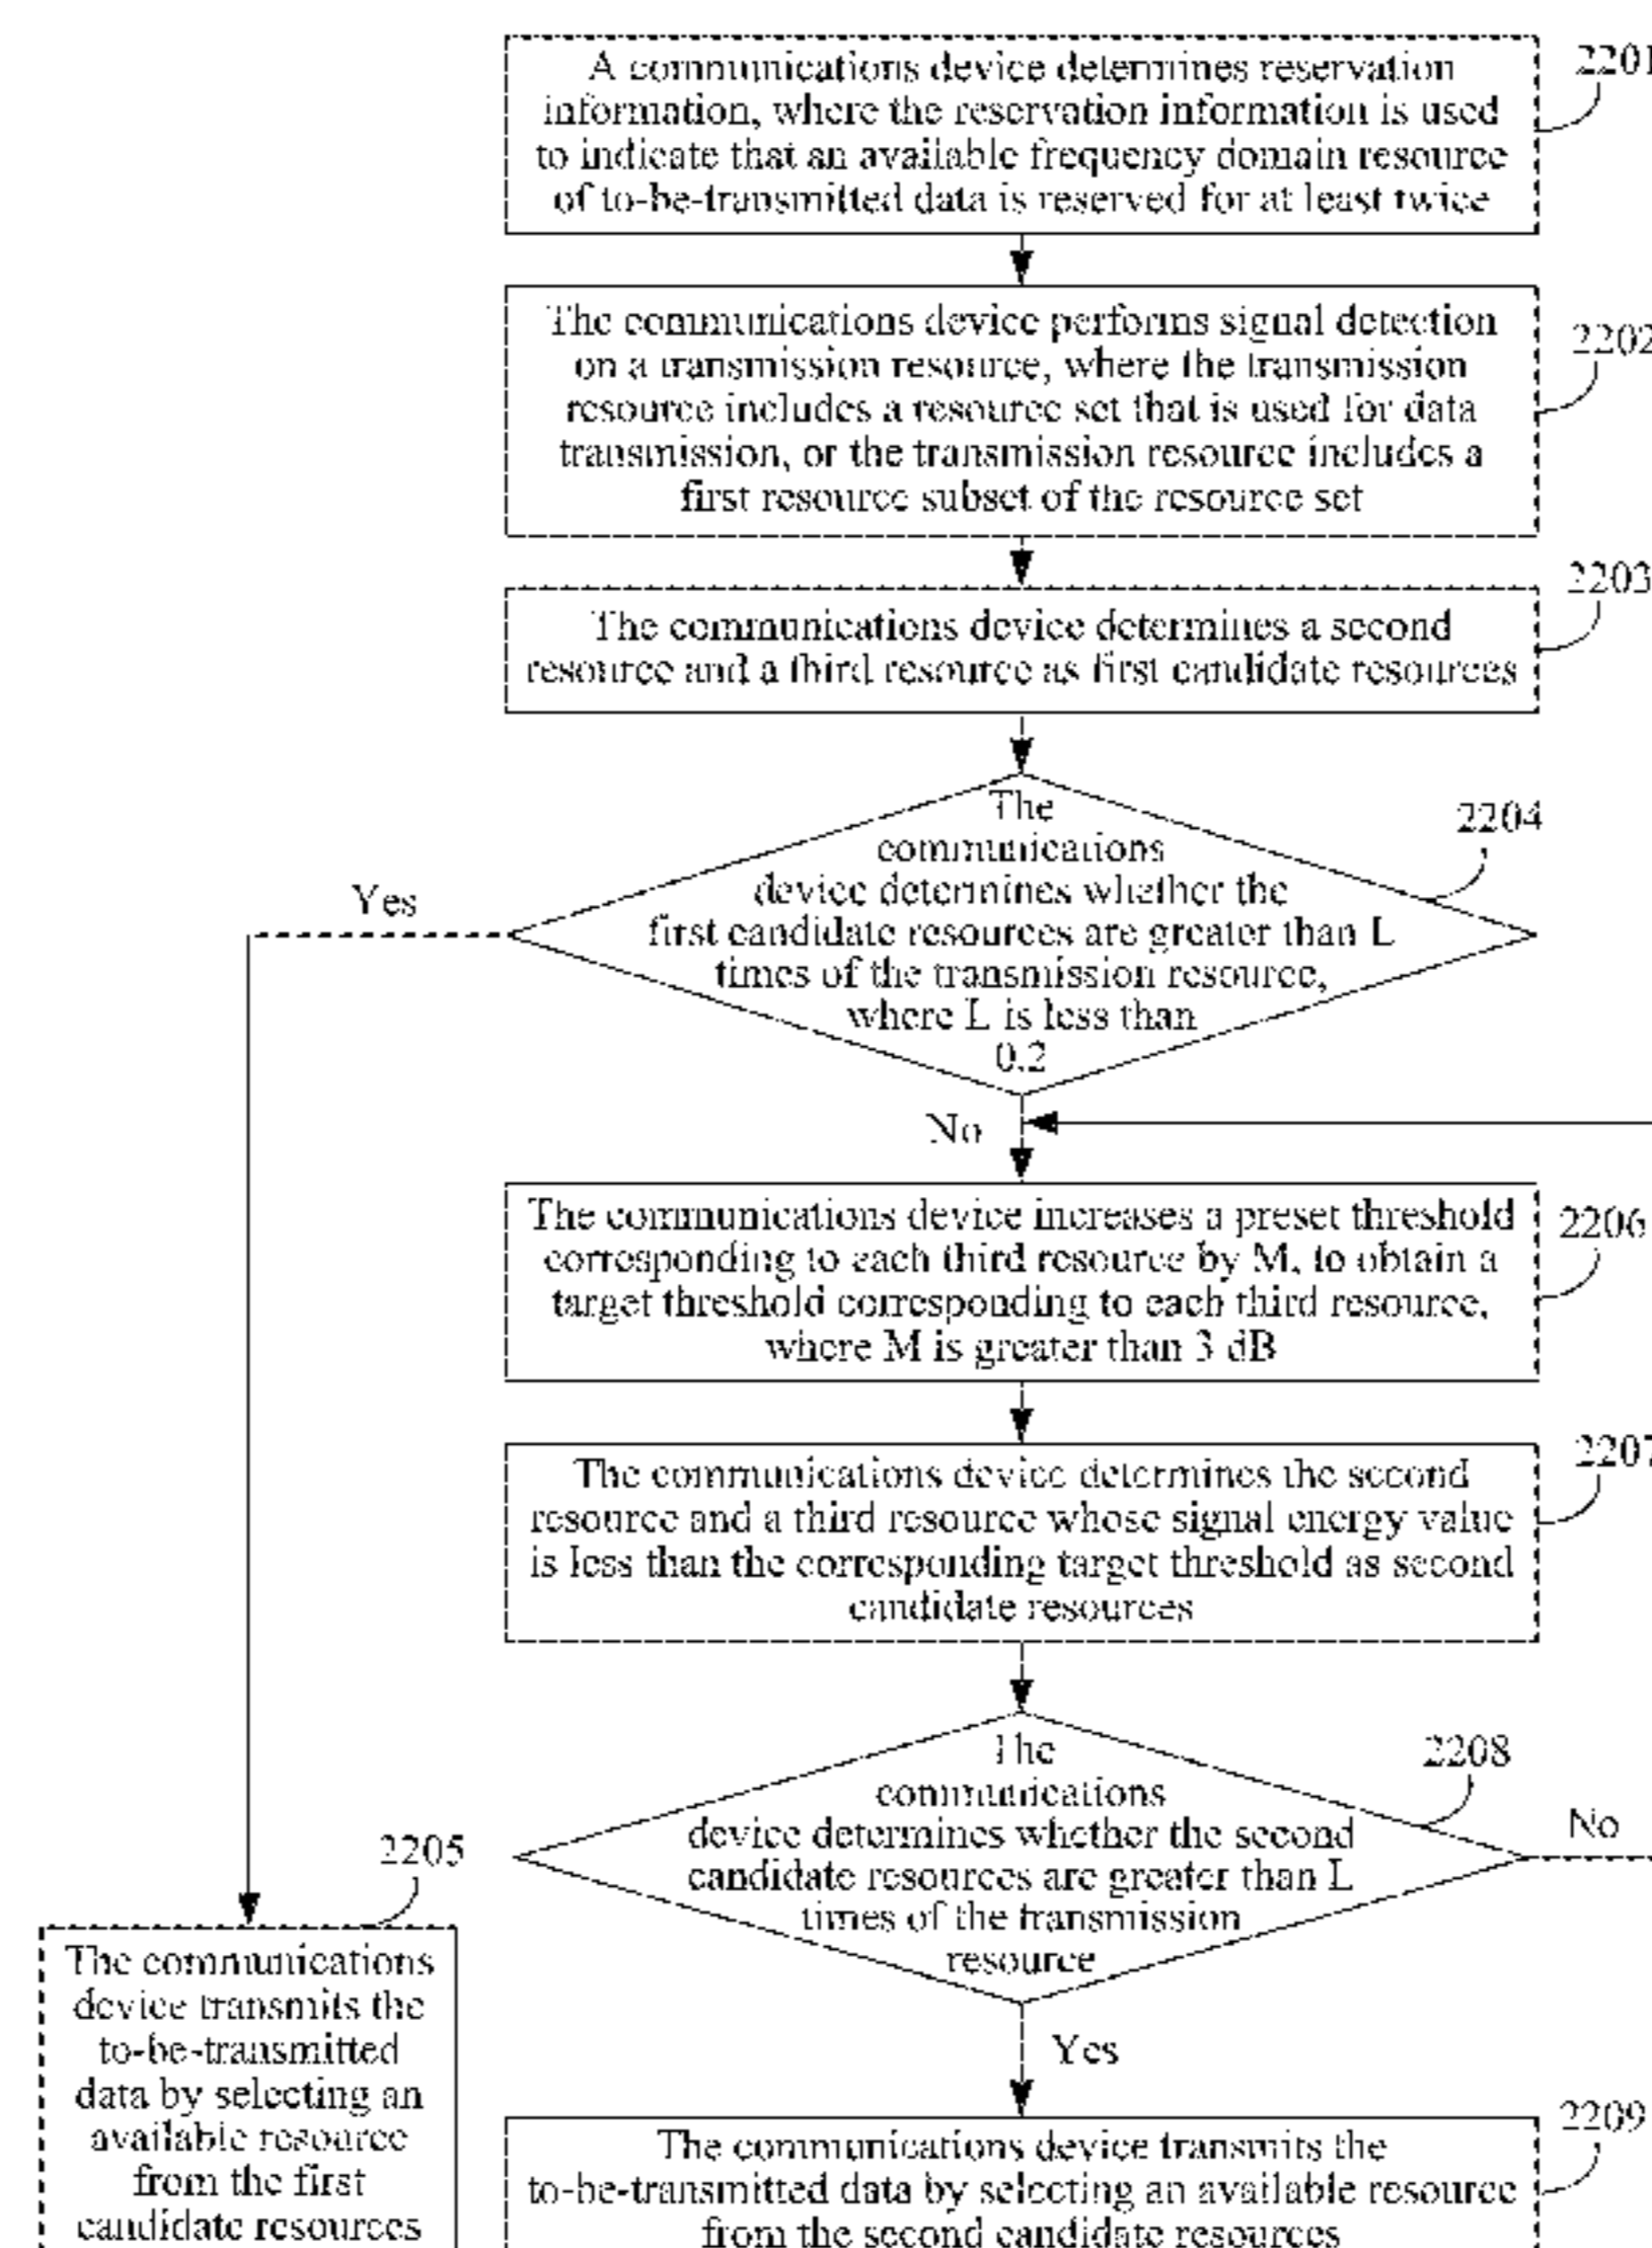 A communications device determines reservation
information, where the reservation information is used
to indicate that an available frequency domain resource
of to-be-transmitted data is reserved for at least twice
2201
The communications device performs signal detection
on a transmission resource, where the transmission
resource includes a resource set that is used for data
transmission, or the transmission resource includes a
first resource subset of the resource set
2202
The communications device determines a second
resource and a third resource as first candidate resources
2203
The
communications
device determines whether the
first candidate resources are greater than L
times of the transmission resource,
where L is less than
0.2
2204
Yes
No
The communications device increases a preset threshold
corresponding to each third resource by M, to obtain a
target threshold corresponding to each third resource,
where M is greater than 3 dB
2206
The communications device determines the second
resource and a third resource whose signal energy value
is less than the corresponding target threshold as second
candidate resources
2207
The
communications
device determines whether the second
candidate resources are greater than L
times of the transmission
resource
2208
No
Yes
2205
The communications
device transmits the
to-be-transmitted
data by selecting an
available resource
from the first
candidate resources
The communications device transmits the
to-be-transmitted data by selecting an available resource
from the second candidate resources
2209